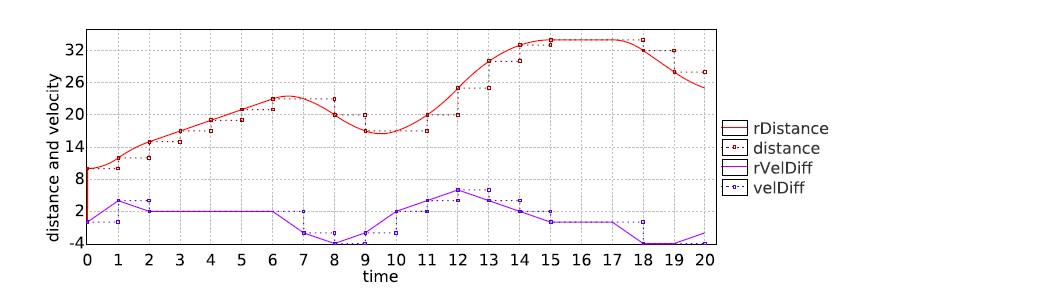 distance and velocity
32
26
20
14
8
2
-4
0 1 2 3 4 5 6 7 8 9 10 11 12 13 14 15 16 17 18 19 20
time
rDistance
distance
rVelDiff
velDiff